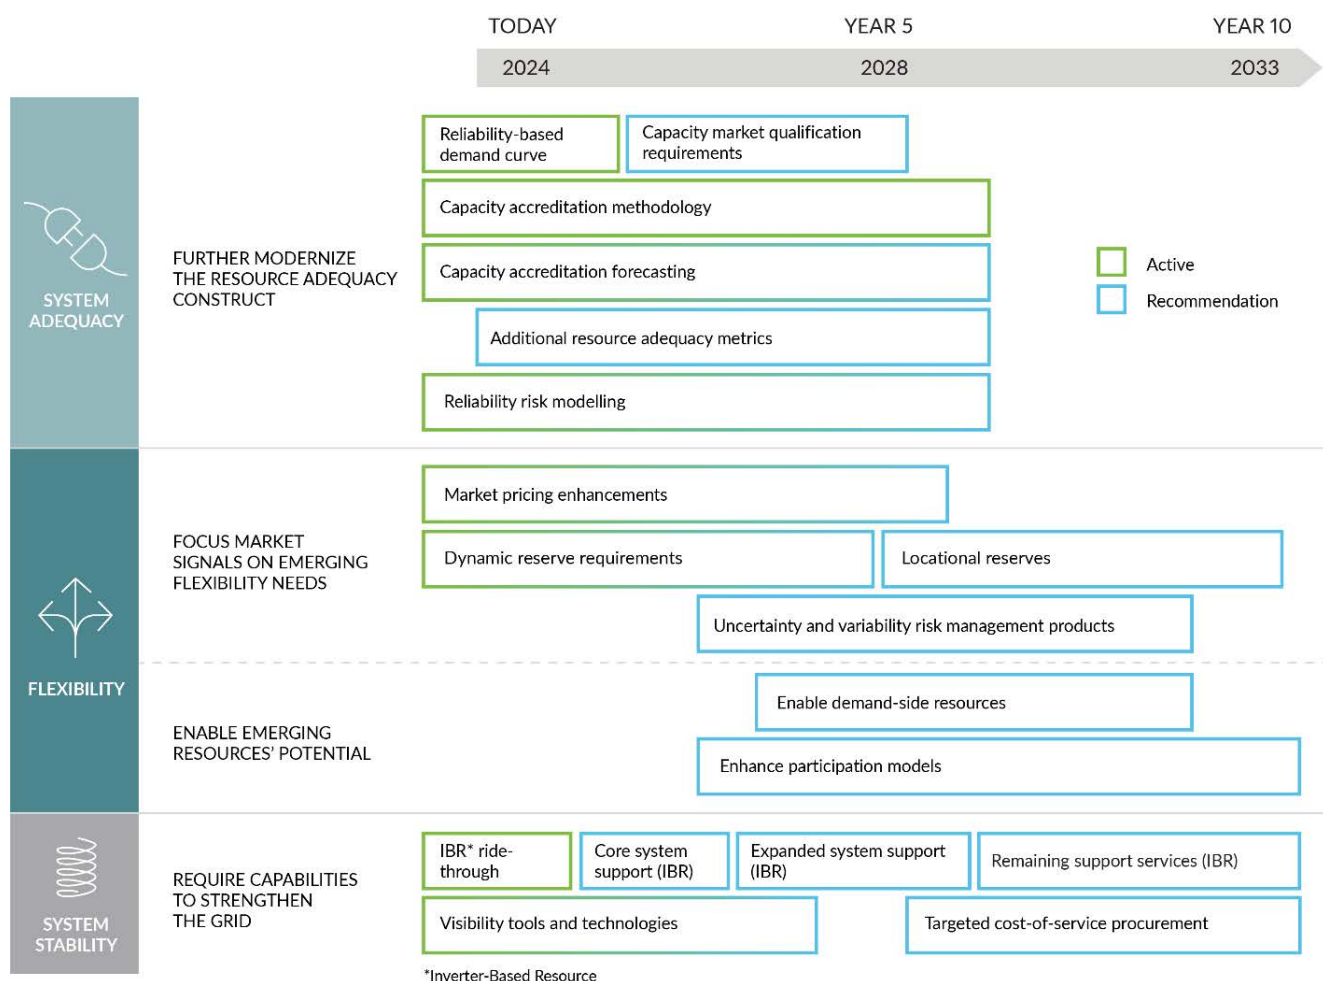 TODAY
YEAR 5
YEAR 10
2024
2028
2033
SYSTEM
ADEQUACY
FURTHER MODERNIZE
THE RESOURCE ADEQUACY
CONSTRUCT
Reliability-based
demand curve
Capacity market qualification
requirements
Capacity accreditation methodology
Capacity accreditation forecasting
Additional resource adequacy metrics
Reliability risk modelling
Active
Recommendation
FLEXIBILITY
FOCUS MARKET
SIGNALS ON EMERGING
FLEXIBILITY NEEDS
Market pricing enhancements
Dynamic reserve requirements
Locational reserves
Uncertainty and variability risk management products
ENABLE EMERGING
RESOURCES' POTENTIAL
Enable demand-side resources
Enhance participation models
SYSTEM
STABILITY
REQUIRE CAPABILITIES
TO STRENGTHEN
THE GRID
IBR* ride-
through
Core system
support (IBR)
Expanded system support
(IBR)
Remaining support services (IBR)
Visibility tools and technologies
Targeted cost-of-service procurement
*Inverter-Based Resource